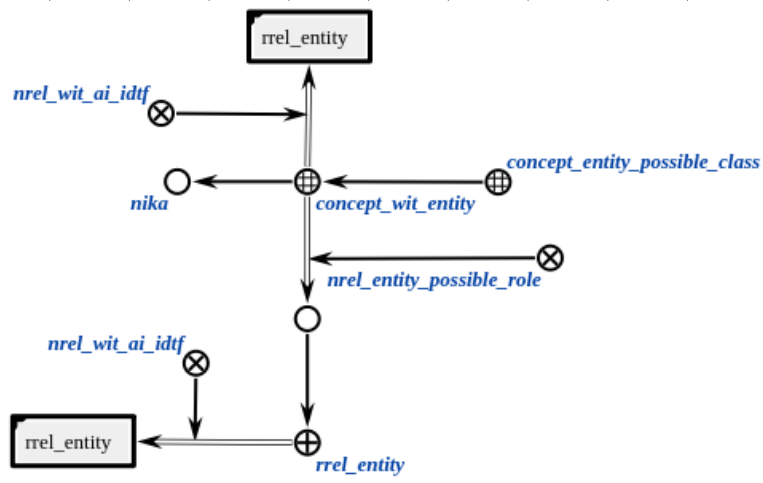 rrel_entity
nrel_wit_ai_idtf
concept_entity_possible_class
nika
concept_wit_entity
nrel_entity_possible_role
nrel_wit_ai_idtf
rrel_entity
rrel_entity